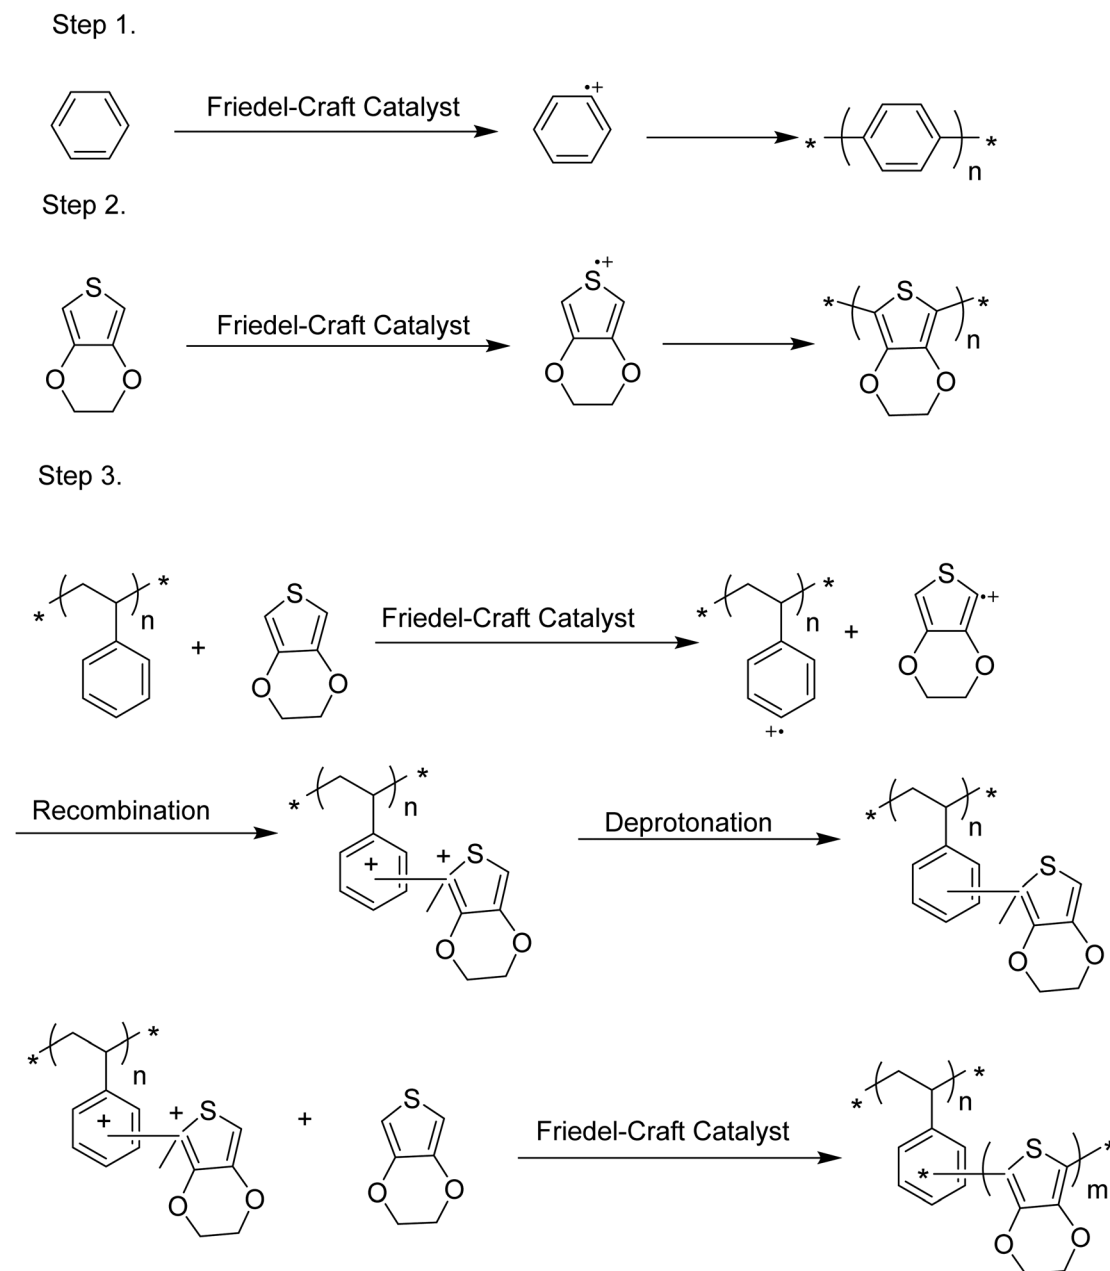 Step 1.
Friedel-Craft Catalyst
•+
* ( ) n *
Step 2.
S
O O
Friedel-Craft Catalyst
•+
S
O O
* ( S ) n *
O O
Step 3.
* ( ) n *
+
S
O O
Friedel-Craft Catalyst
* ( ) n *
+•
+
S •+
O O
Recombination
* ( ) n *
+ + S
O O
Deprotonation
* ( ) n *
S
O O
* ( ) n *
+ + S
O O
+
S
O O
Friedel-Craft Catalyst
* ( ) n *
* ( S ) m *
O O